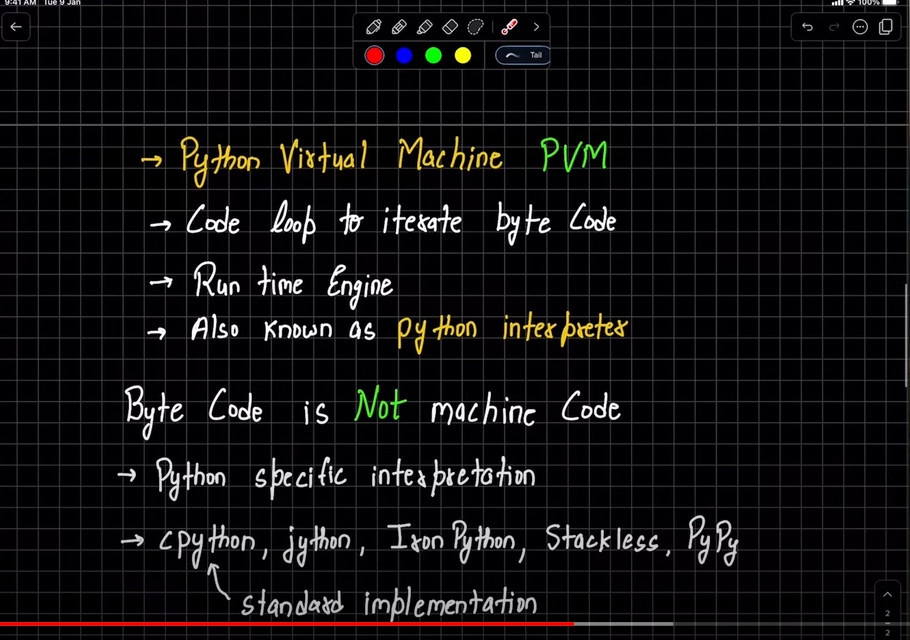 9:41 AM Tue 9 Jan
100%
Tail
→ Python Virtual Machine PVM
→ Code loop to iterate byte Code
→ Run time Engine
→ Also known as python interpreter
Byte Code is Not machine Code
→ Python specific interpretation
→ cpython, jython, Iron Python, Stackless, PyPy
standard implementation
2
2